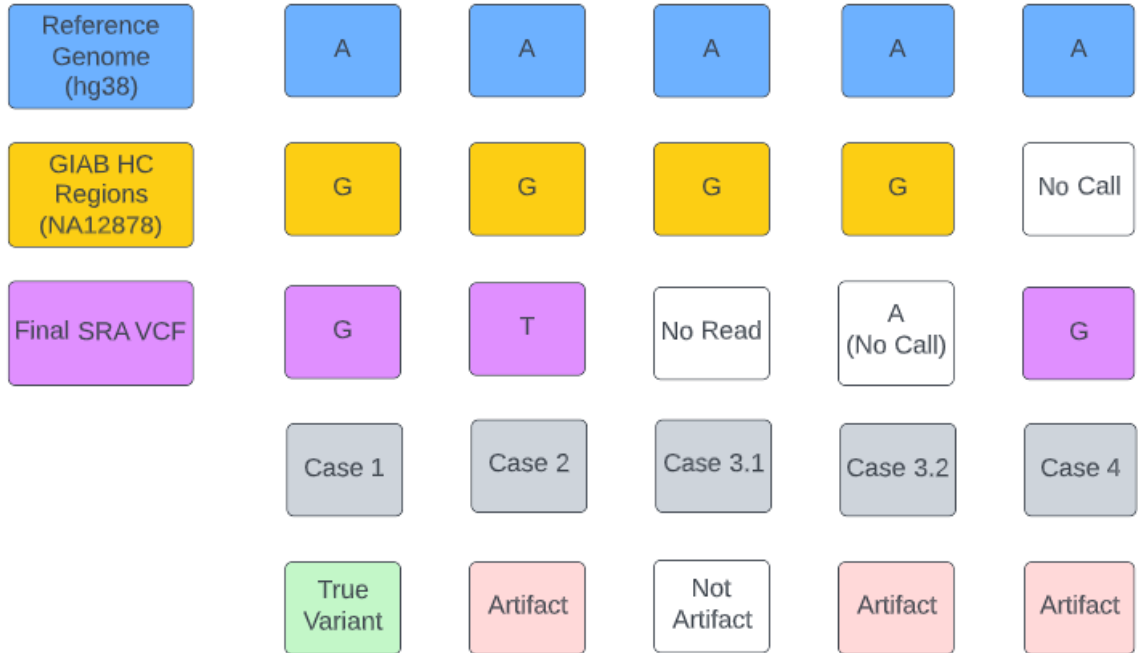 Reference
Genome
(hg38)
A
A
A
A
A
GIAB HC
Regions
(NA12878)
G
G
G
G
No Call
Final SRA VCF
G
T
No Read
A
(No Call)
G
Case 1
Case 2
Case 3.1
Case 3.2
Case 4
True
Variant
Artifact
Not
Artifact
Artifact
Artifact